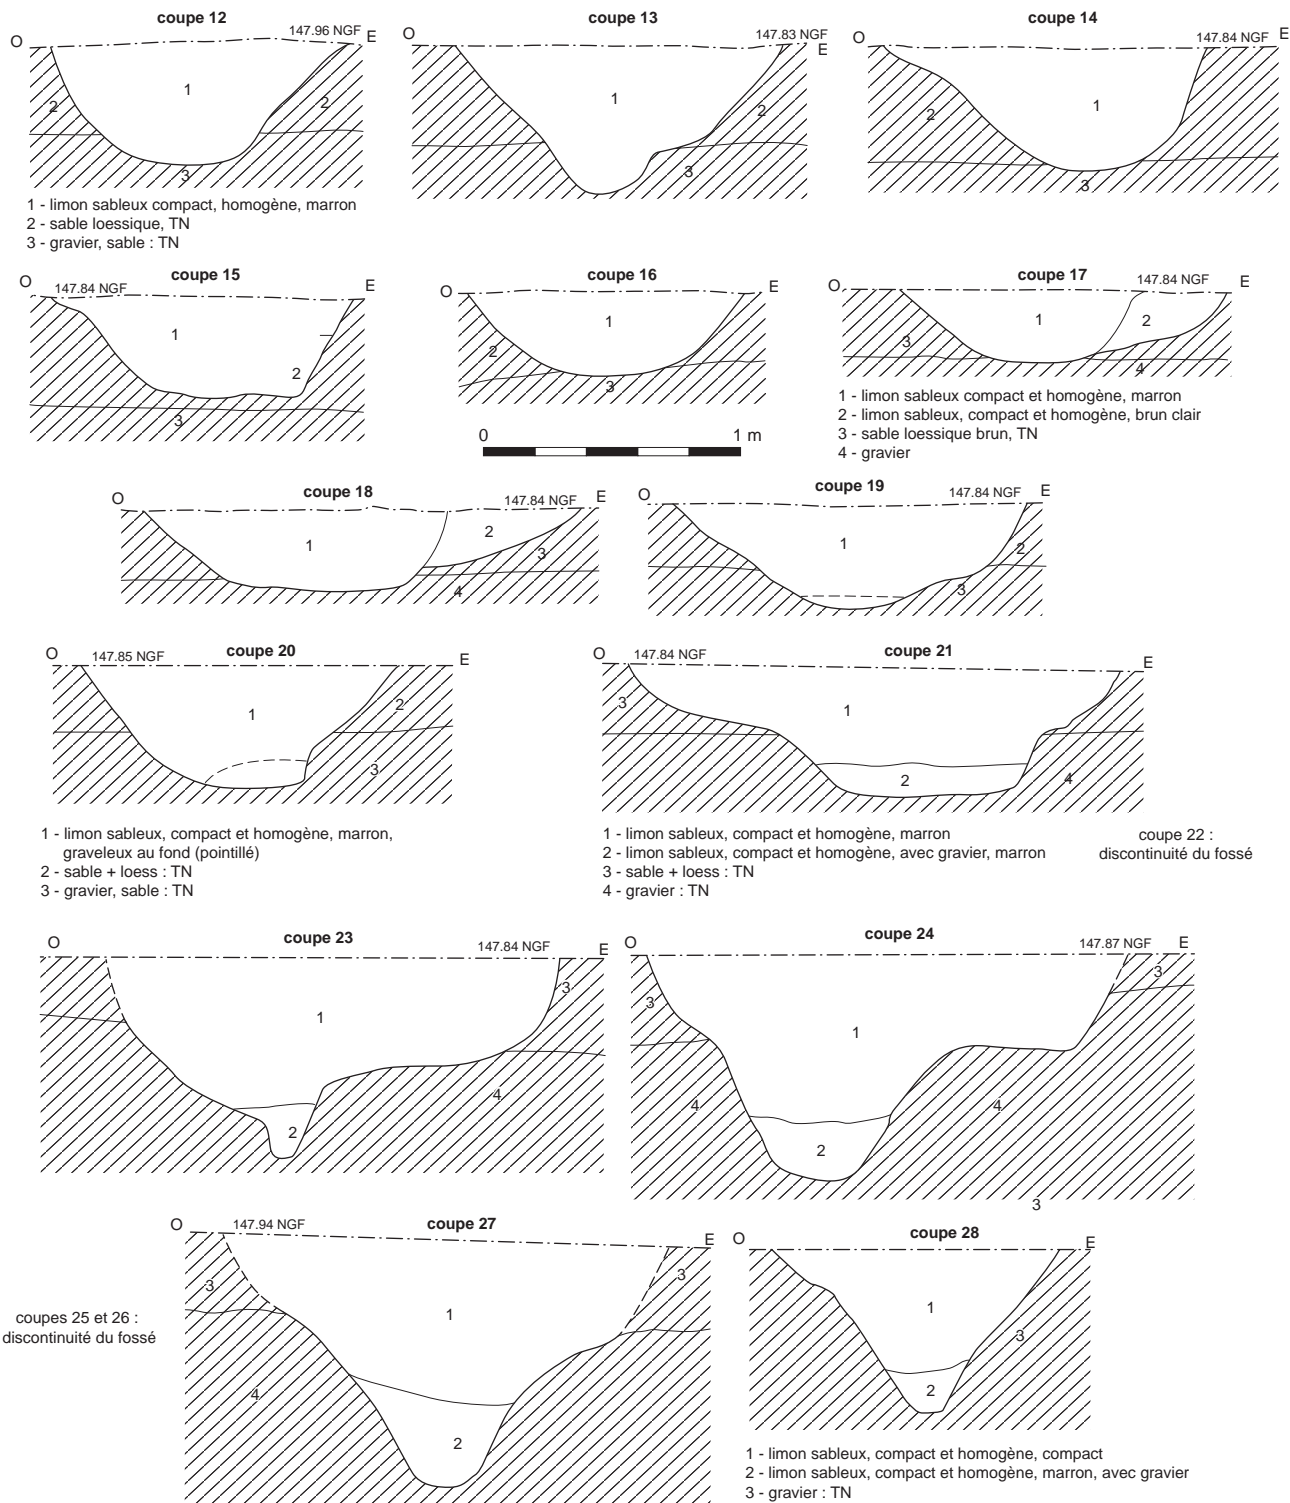 coupe 12
O
147.96 NGF
E
1
2
2
3
1 - limon sableux compact, homogène, marron
2 - sable loessique, TN
3 - gravier, sable : TN
coupe 13
O
147.83 NGF
E
1
2
3
coupe 14
O
147.84 NGF
E
1
2
3
coupe 15
O
147.84 NGF
E
1
2
3
coupe 16
O
E
1
2
3
0
1 m
coupe 17
O
147.84 NGF
E
1
2
3
4
1 - limon sableux compact et homogène, marron
2 - limon sableux, compact et homogène, brun clair
3 - sable loessique brun, TN
4 - gravier
coupe 18
O
147.84 NGF
E
1
2
3
4
coupe 19
O
147.84 NGF
E
1
2
3
coupe 20
O
147.85 NGF
E
1
2
3
1 - limon sableux, compact et homogène, marron,
graveleux au fond (pointillé)
2 - sable + loess : TN
3 - gravier, sable : TN
coupe 21
O
147.84 NGF
E
3
1
2
4
1 - limon sableux, compact et homogène, marron
2 - limon sableux, compact et homogène, avec gravier, marron
3 - sable + loess : TN
4 - gravier : TN
coupe 22 :
discontinuité du fossé
coupe 23
O
147.84 NGF
E
3
1
4
2
coupe 24
O
147.87 NGF
E
3
3
1
4
4
2
3
coupes 25 et 26 :
discontinuité du fossé
coupe 27
O
147.94 NGF
E
3
3
1
4
2
coupe 28
O
E
1
3
2
1 - limon sableux, compact et homogène, compact
2 - limon sableux, compact et homogène, marron, avec gravier
3 - gravier : TN